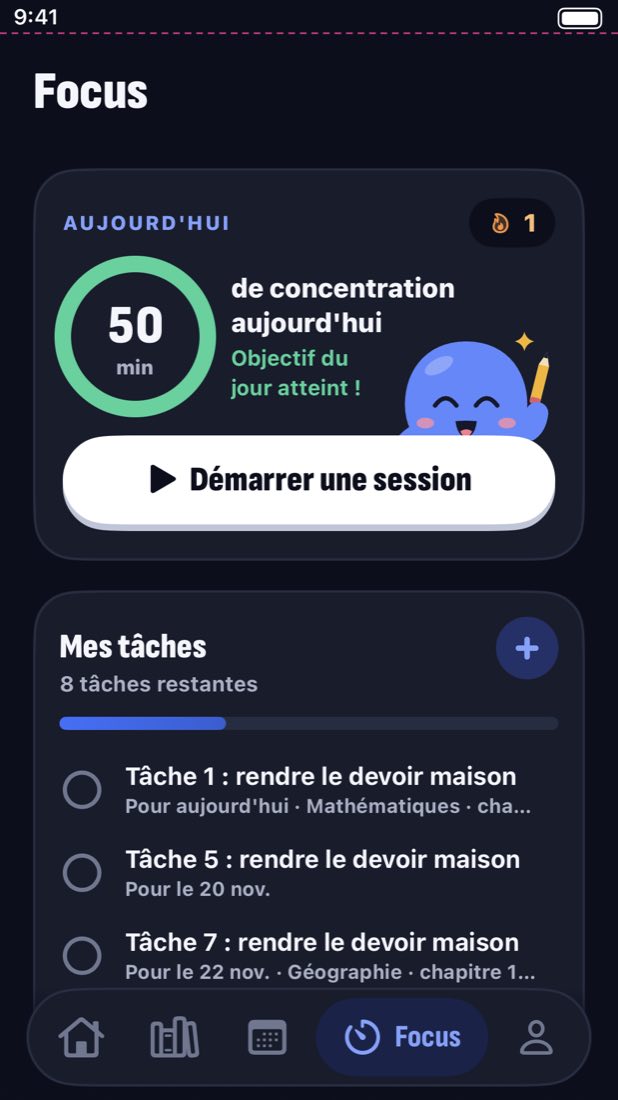 9:41
Focus
AUJOURD'HUI
1
50
min
de concentration
aujourd'hui
Objectif du
jour atteint !
Démarrer une session
Mes tâches
8 tâches restantes
Tâche 1 : rendre le devoir maison
Pour aujourd'hui · Mathématiques · cha...
Tâche 5 : rendre le devoir maison
Pour le 20 nov.
Tâche 7 : rendre le devoir maison
Pour le 22 nov. · Géographie · chapitre 1...
Focus